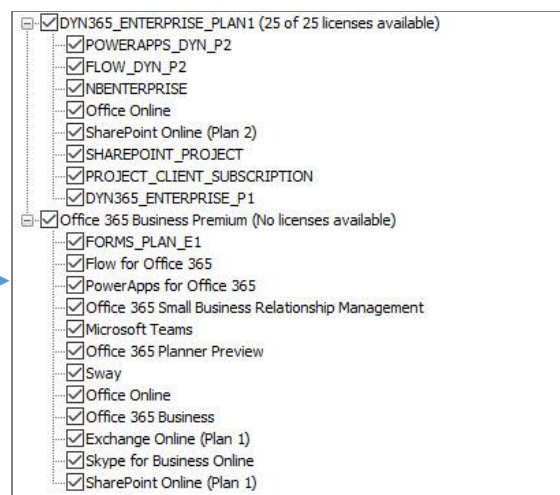 DYN365_ENTERPRISE_PLAN1 (25 of 25 licenses available)
POWERAPPS_DYN_P2
FLOW_DYN_P2
NBENTERPRISE
Office Online
SharePoint Online (Plan 2)
SHAREPOINT_PROJECT
PROJECT_CLIENT_SUBSCRIPTION
DYN365_ENTERPRISE_P1
Office 365 Business Premium (No licenses available)
FORMS_PLAN_E1
Flow for Office 365
PowerApps for Office 365
Office 365 Small Business Relationship Management
Microsoft Teams
Office 365 Planner Preview
Sway
Office Online
Office 365 Business
Exchange Online (Plan 1)
Skype for Business Online
SharePoint Online (Plan 1)